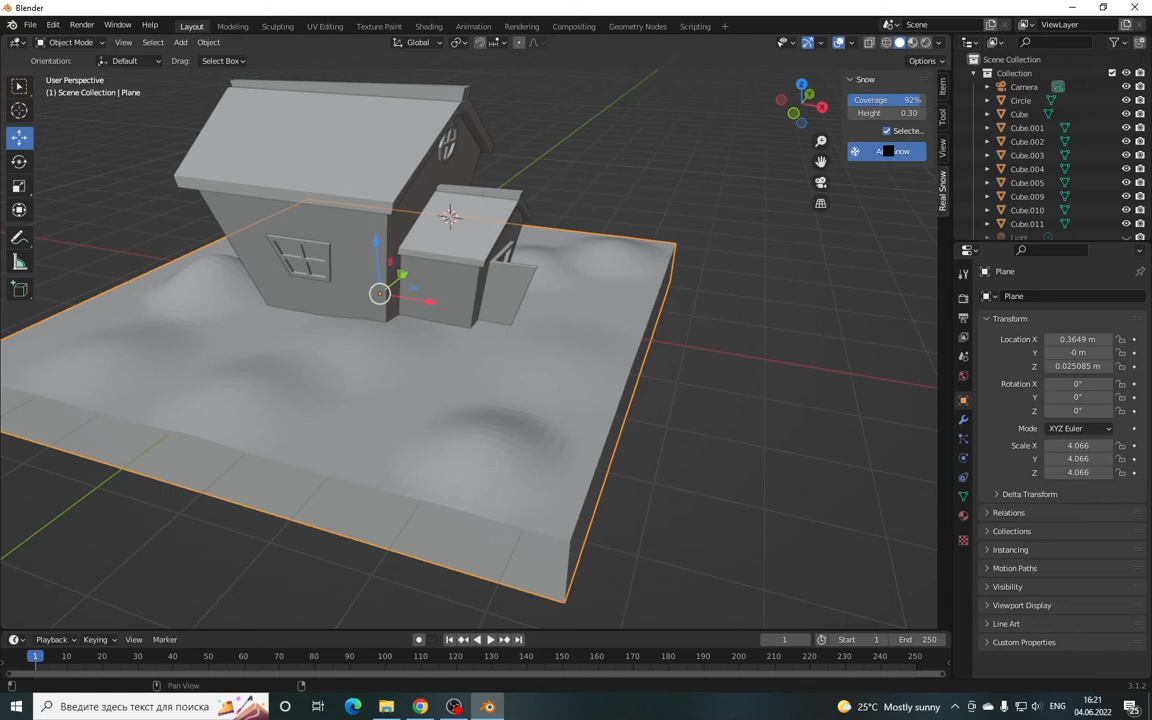 Blender
File Edit Render Window Help Layout Modeling Sculpting UV Editing Texture Paint Shading Animation Rendering Compositing Geometry Nodes Scripting + Scene ViewLayer
Object Mode View Select Add Object Global
Orientation: Default Drag: Select Box Options
User Perspective
(1) Scene Collection | Plane
Z
Y
X
Snow
Coverage 92%
Height 0.30
Selecte...
Item
Tool
View
Real Snow
Scene Collection
Collection
Camera
Circle
Cube
Cube.001
Cube.002
Cube.003
Cube.004
Cube.005
Cube.009
Cube.010
Cube.011
Light
Plane
Plane
Transform
Location X 0.3649 m
Y -0 m
Z 0.025085 m
Rotation X 0°
Y 0°
Z 0°
Mode XYZ Euler
Scale X 4.066
Y 4.066
Z 4.066
Delta Transform
Relations
Collections
Instancing
Motion Paths
Visibility
Viewport Display
Line Art
Custom Properties
Playback Keying View Marker 1 Start 1 End 250
1 10 20 30 40 50 60 70 80 90 100 110 120 130 140 150 160 170 180 190 200 210 220 230 240 250
Pan View 3.1.2
Введите здесь текст для поиска 25°C Mostly sunny ENG 16:21
04.06.2022 25